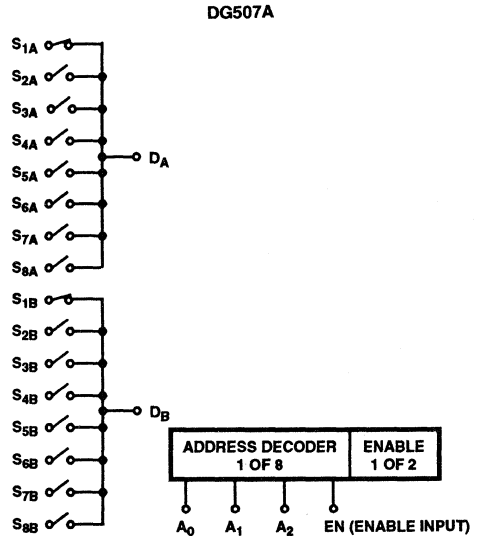 DG507A
S1A
S2A
S3A
S4A
DA
S5A
S6A
S7A
S8A
S1B
S2B
S3B
S4B
DB
S5B
S6B
S7B
S8B
ADDRESS DECODER
1 OF 8
ENABLE
1 OF 2
A0 A1 A2 EN (ENABLE INPUT)